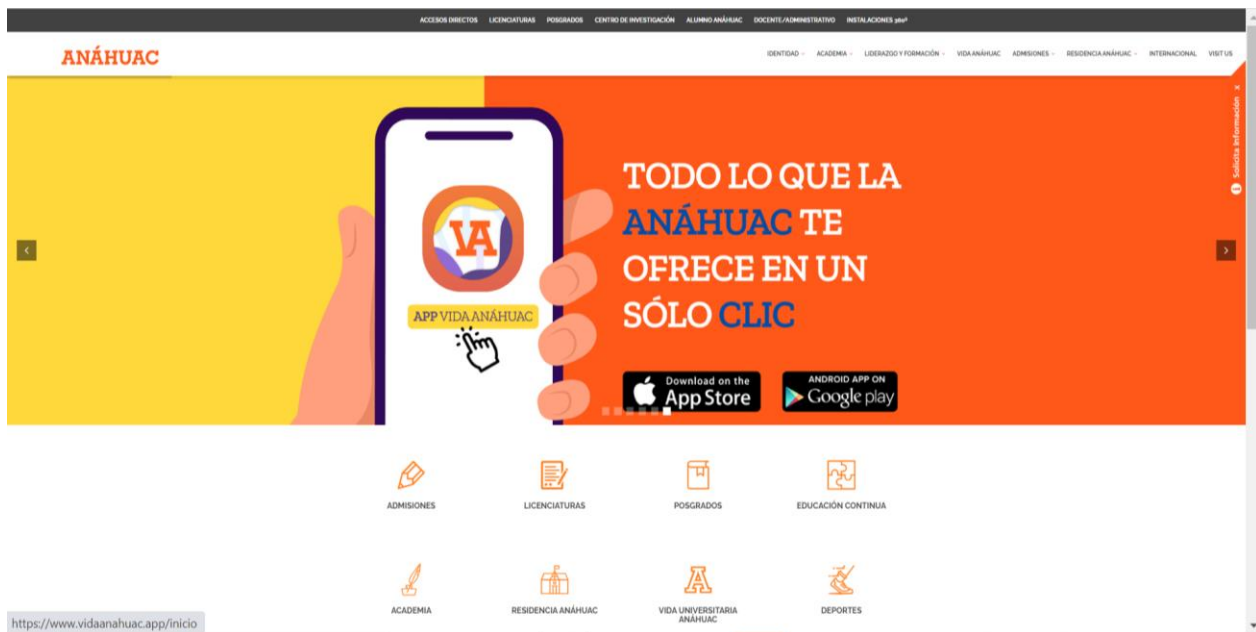 ACCESOS DIRECTOS LICENCIATURAS POSGRADOS CENTRO DE INVESTIGACIÓN ALUMNO ANÁHUAC DOCENTE/ADMINISTRATIVO INSTALACIONES 360º
ANÁHUAC
IDENTIDAD ACADEMIA LIDERAZGO Y FORMACIÓN VIDA ANÁHUAC ADMISIONES RESIDENCIA ANÁHUAC INTERNACIONAL VISIT US
Solicita Información x
VA
APP VIDA ANÁHUAC
TODO LO QUE LA
ANÁHUAC TE
OFRECE EN UN
SÓLO CLIC
Download on the
App Store
ANDROID APP ON
Google play
ADMISIONES LICENCIATURAS POSGRADOS EDUCACIÓN CONTINUA
ACADEMIA RESIDENCIA ANÁHUAC VIDA UNIVERSITARIA
ANÁHUAC DEPORTES
https://www.vidaanahuac.app/inicio